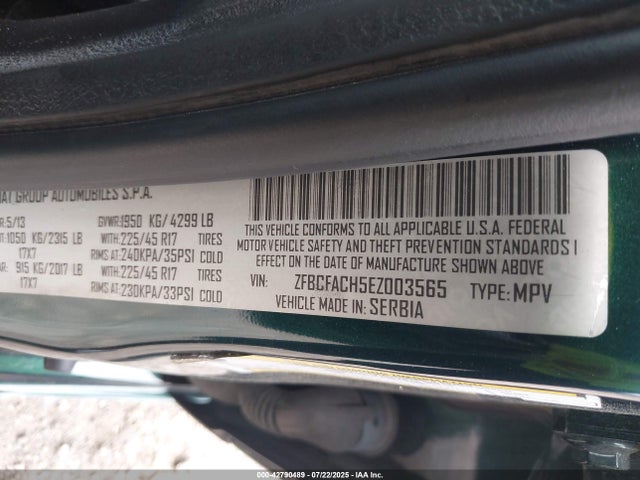 GROUP AUTOMOBILES S.P.A.
5/13 GVWR:1950 KG/4299 LB
1050 KG/2315 LB WITH:225/45 R17 TIRES
17X7 RIMS AT:240KPA/35PSI COLD
915 KG/2017 LB WITH:225/45 R17 TIRES
17X7 RIMS AT:230KPA/33PSI COLD
THIS VEHICLE CONFORMS TO ALL APPLICABLE U.S.A. FEDERAL
MOTOR VEHICLE SAFETY AND THEFT PREVENTION STANDARDS I
EFFECT ON THE DATE OF MANUFACTURE SHOWN ABOVE
VIN: ZFBCFACH5EZ003565 TYPE: MPV
VEHICLE MADE IN: SERBIA
000-42790489 - 07/22/2025 - IAA Inc.